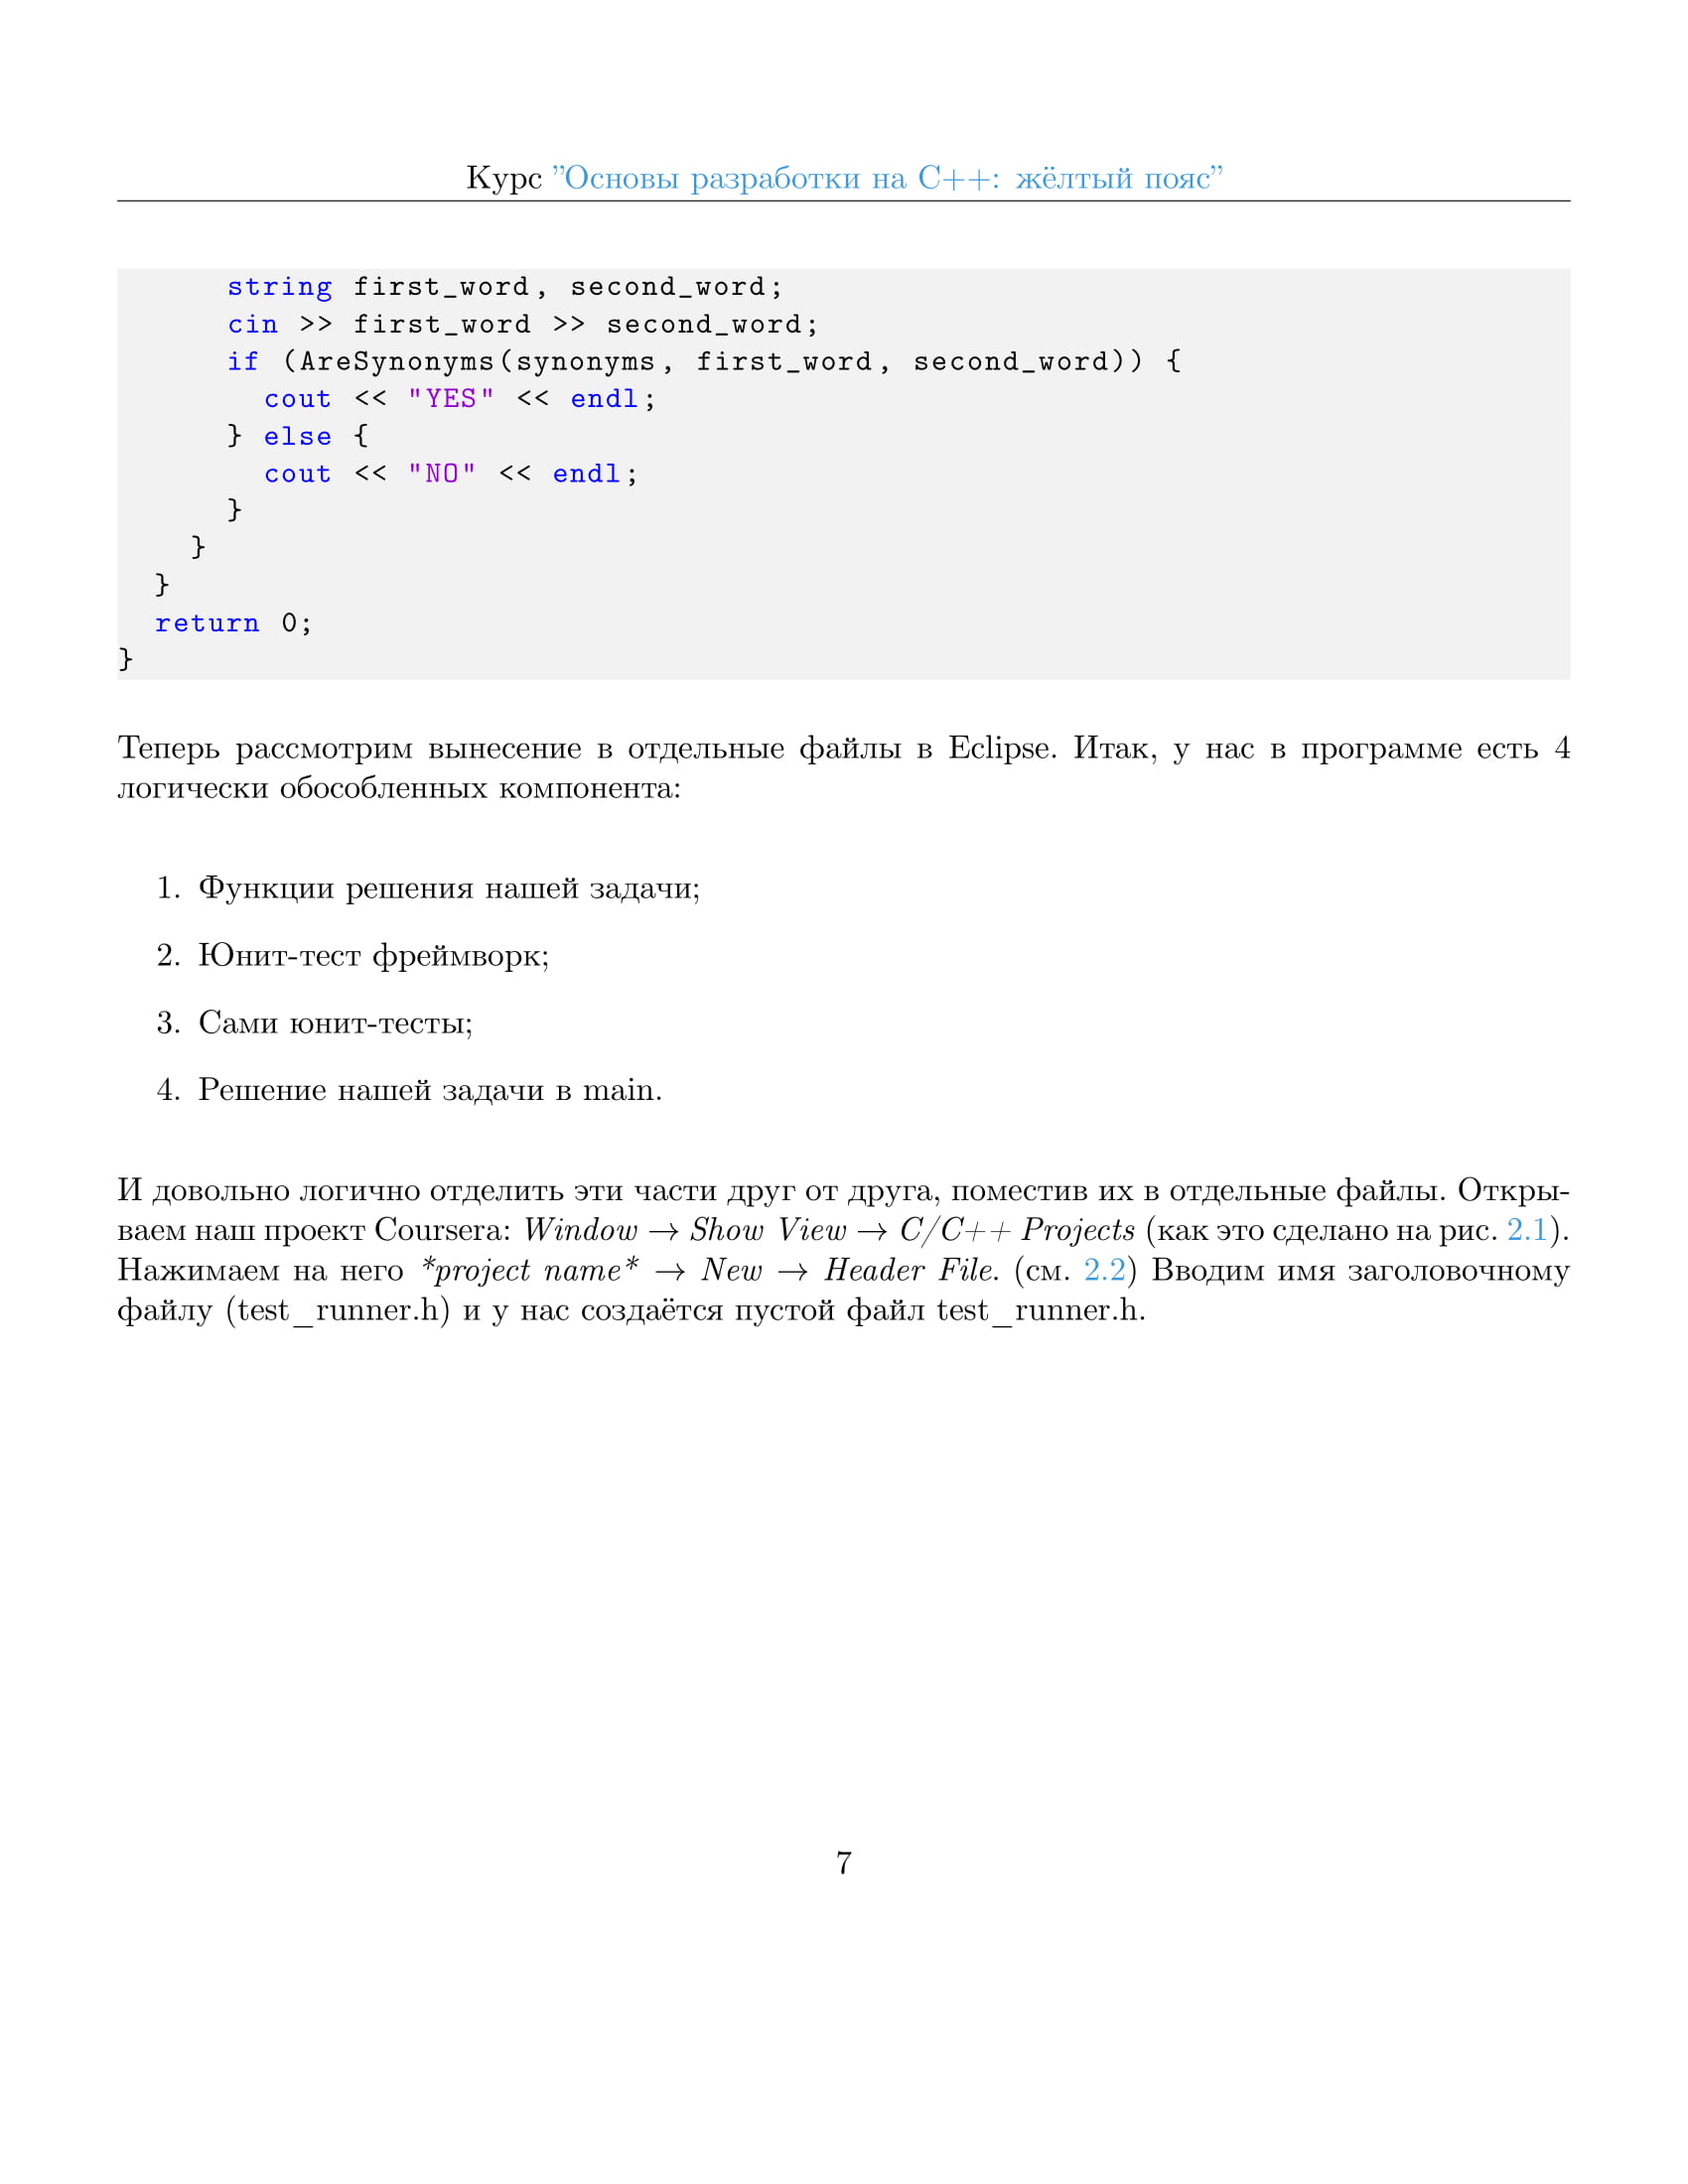 Курс ”Основы разработки на C++: жёлтый пояс”
string first_word, second_word;
cin >> first_word >> second_word;
if (AreSynonyms(synonyms, first_word, second_word)) {
cout << "YES" << endl;
} else {
cout << "NO" << endl;
}
}
}
return 0;
}
Теперь рассмотрим вынесение в отдельные файлы в Eclipse. Итак, у нас в программе есть 4
логически обособленных компонента:
1. Функции решения нашей задачи;
2. Юнит-тест фреймворк;
3. Сами юнит-тесты;
4. Решение нашей задачи в main.
И довольно логично отделить эти части друг от друга, поместив их в отдельные файлы. Откры-
ваем наш проект Coursera: Window → Show View → C/C++ Projects (как это сделано на рис. 2.1).
Нажимаем на него *project name* → New → Header File. (см. 2.2) Вводим имя заголовочному
файлу (test_runner.h) и у нас создаётся пустой файл test_runner.h.
7